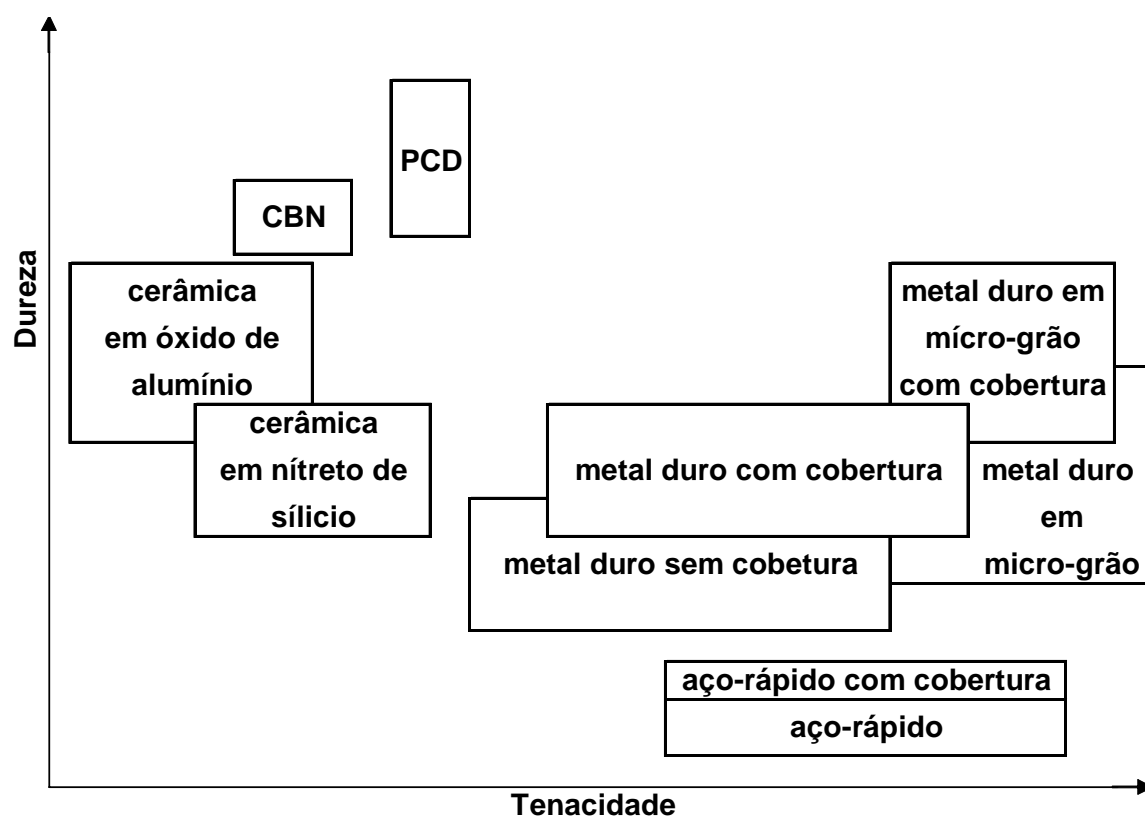 PCD
CBN
Dureza
cerâmica
em óxido de
alumínio
metal duro em
mícro-grão
com cobertura
cerâmica
em nítreto de
sílicio
metal duro com cobertura
metal duro
em
micro-grão
metal duro sem cobetura
aço-rápido com cobertura
aço-rápido
Tenacidade